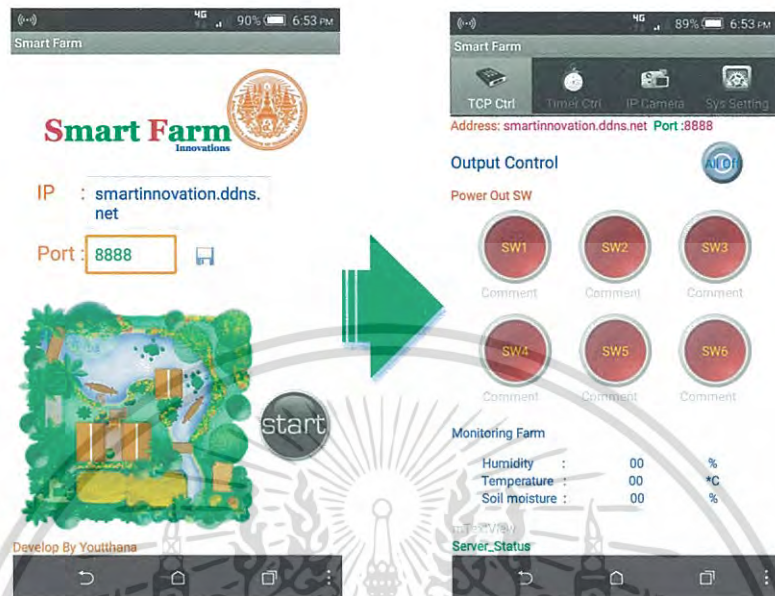 4G 90% 6:53 PM
Smart Farm
Smart Farm
Innovations
IP : smartinnovation.ddns.
net
Port : 8888
start
Develop By Youtthana
4G 89% 6:53 PM
Smart Farm
TCP Ctrl Timer Ctrl IP Camera Sys Setting
Address: smartinnovation.ddns.net Port :8888
Output Control All Off
Power Out SW
SW1 SW2 SW3
Comment Comment Comment
SW4 SW5 SW6
Comment Comment Comment
Monitoring Farm
Humidity : 00 %
Temperature : 00 *C
Soil moisture : 00 %
mTextView
Server_Status